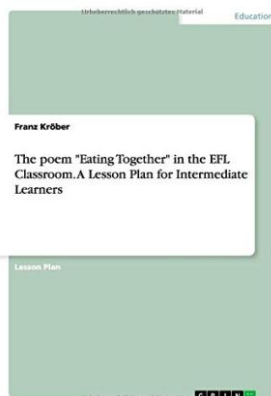 Urheberrechtlich geschütztes Material
Education
Franz Kröber
The poem "Eating Together" in the EFL
Classroom. A Lesson Plan for Intermediate
Learners
Lesson Plan
GRIN